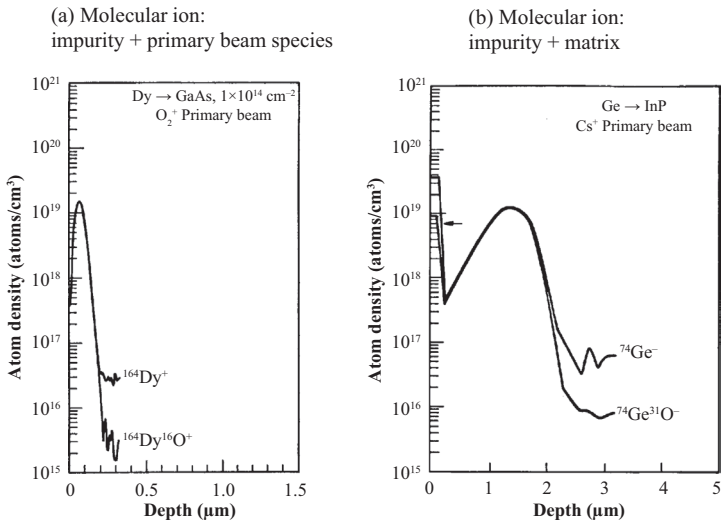 (a) Molecular ion:
impurity + primary beam species
10²¹
10²⁰
10¹⁹
10¹⁸
10¹⁷
10¹⁶
10¹⁵
Atom density (atoms/cm³)
Dy → GaAs, 1×10¹⁴ cm⁻²
O₂⁺ Primary beam
¹⁶⁴Dy⁺
¹⁶⁴Dy¹⁶O⁺
0 0.5 1.0 1.5
Depth (µm)
(b) Molecular ion:
impurity + matrix
10²¹
10²⁰
10¹⁹
10¹⁸
10¹⁷
10¹⁶
10¹⁵
Atom density (atoms/cm³)
Ge → InP
Cs⁺ Primary beam
⁷⁴Ge⁻
⁷⁴Ge³¹O⁻
0 1 2 3 4 5
Depth (µm)